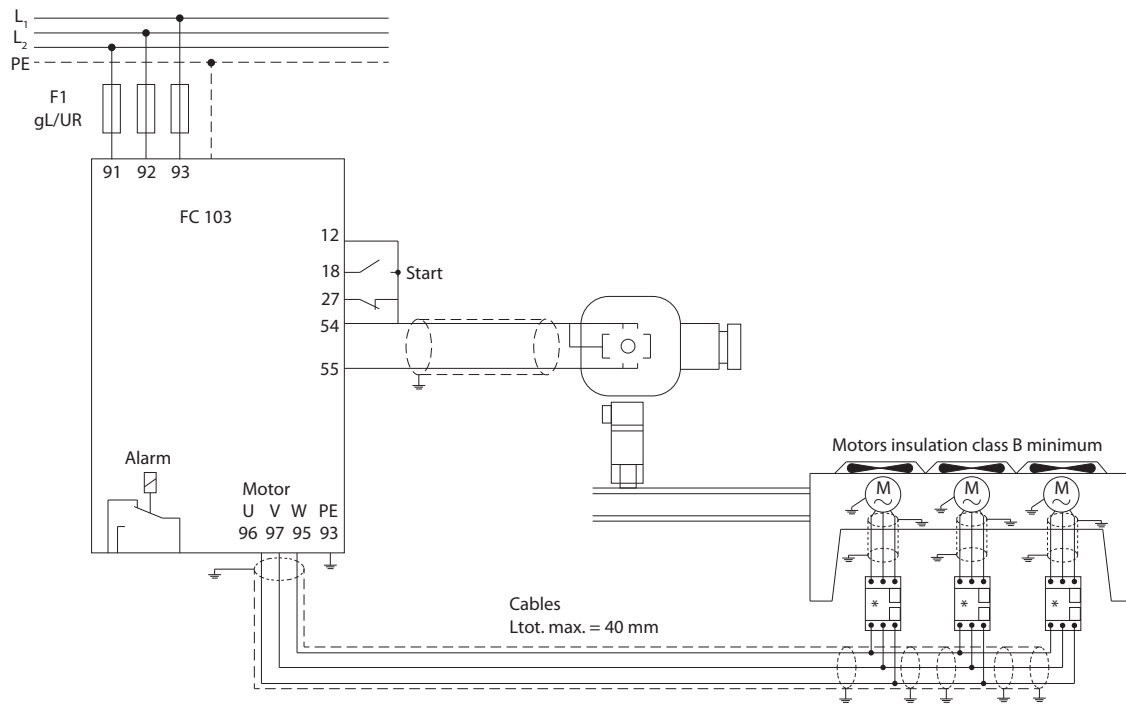 L1
L2
PE
F1
gL/UR
91 92 93
FC 103
12
18 Start
27
54
55
Alarm
Motor
U V W PE
96 97 95 93
Motors insulation class B minimum
M M M
* * *
Cables
Ltot. max. = 40 mm